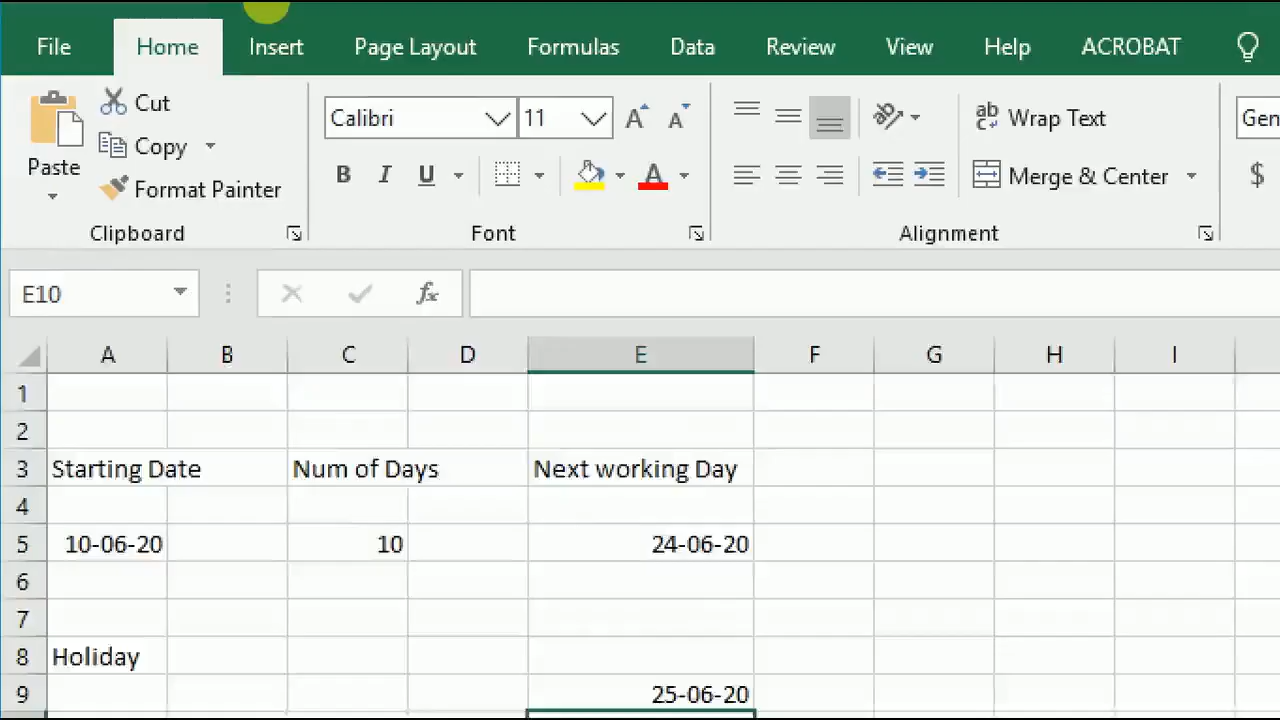 File Home Insert Page Layout Formulas Data Review View Help ACROBAT
Cut
Copy
Paste
Format Painter
Clipboard
Calibri 11 A A
B I U A
Font
ab c Wrap Text
Merge & Center
Alignment
Gen
$
E10 fx
A B C D E F G H I
1
2
3 Starting Date Num of Days Next working Day
4
5 10-06-20 10 24-06-20
6
7
8 Holiday
9 25-06-20